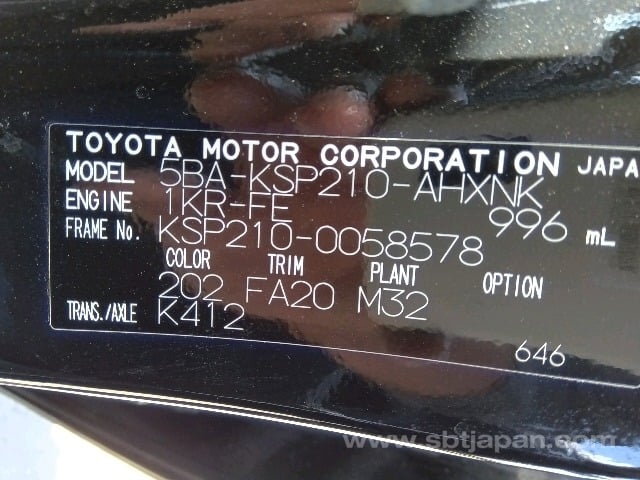 TOYOTA MOTOR CORPORATION JAPA
MODEL 5BA-KSP210-AHXNK
ENGINE 1KR-FE 996 mL
FRAME No. KSP210-0058578
COLOR TRIM PLANT OPTION
202 FA20 M32
TRANS./AXLE K412
646
www.sbtjapan.com